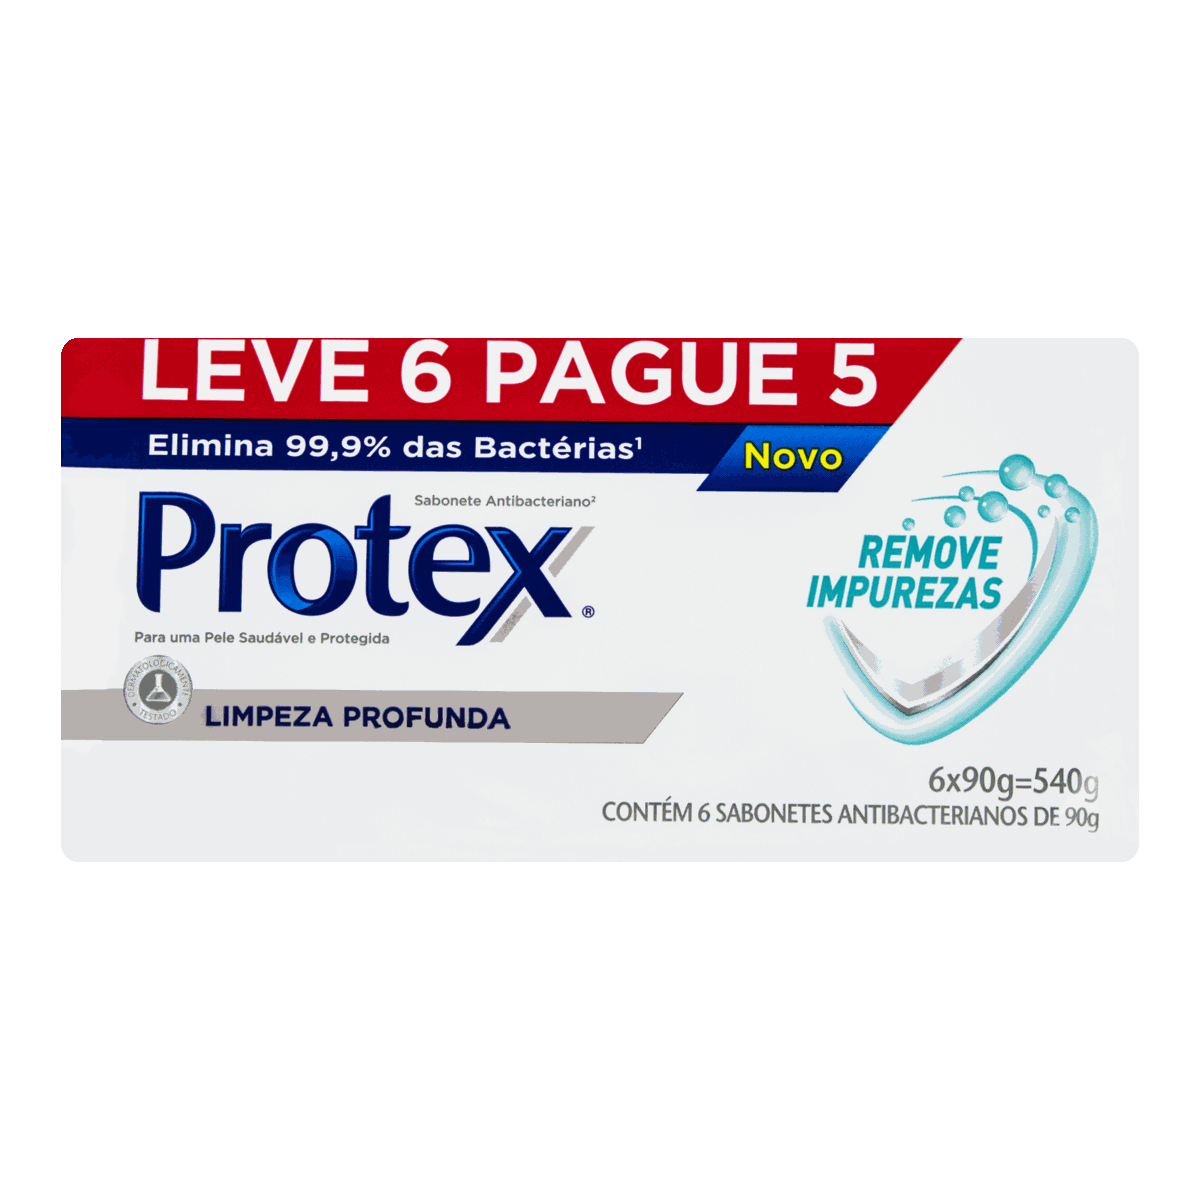 LEVE 6 PAGUE 5
Elimina 99,9% das Bactérias¹
Novo
Sabonete Antibacteriano²
Protex®
Para uma Pele Saudável e Protegida
DERMATOLOGICAMENTE
TESTADO
LIMPEZA PROFUNDA
REMOVE
IMPUREZAS
6x90g=540g
CONTÉM 6 SABONETES ANTIBACTERIANOS DE 90g